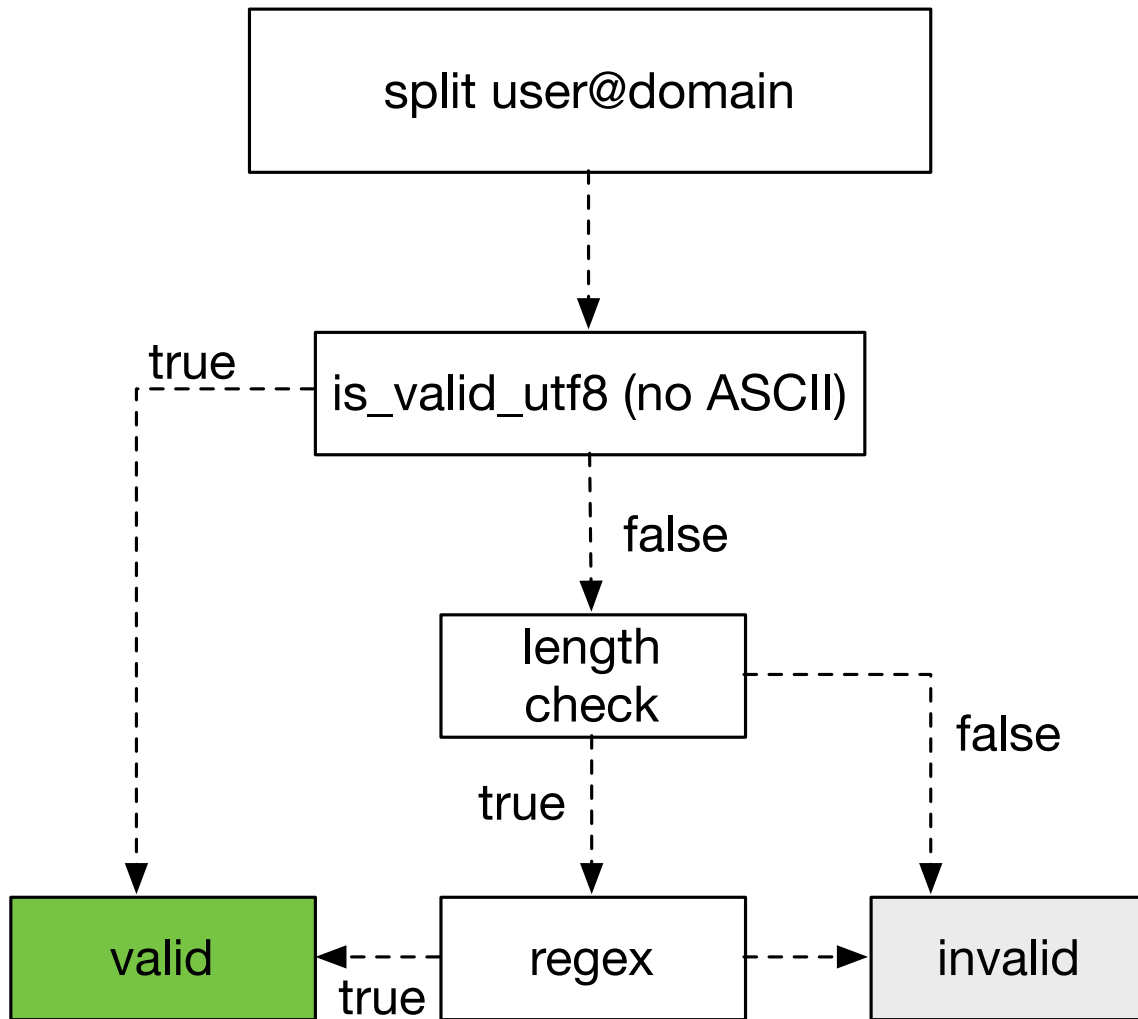 split user@domain
true
is_valid_utf8 (no ASCII)
false
length
check
false
true
valid
true
regex
invalid